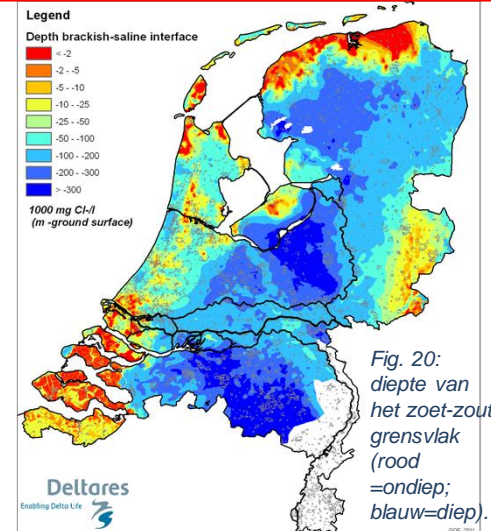 Legend
Depth brackish-saline interface
< -2
-2 - -5
-5 - -10
-10 - -25
-25 - -50
-50 - -100
-100 - -200
-200 - -300
> -300
1000 mg Cl-/l
(m -ground surface)
Fig. 20:
diepte van
het zoet-zout
grensvlak
(rood
=ondiep;
blauw=diep).
Deltares
Enabling Delta Life